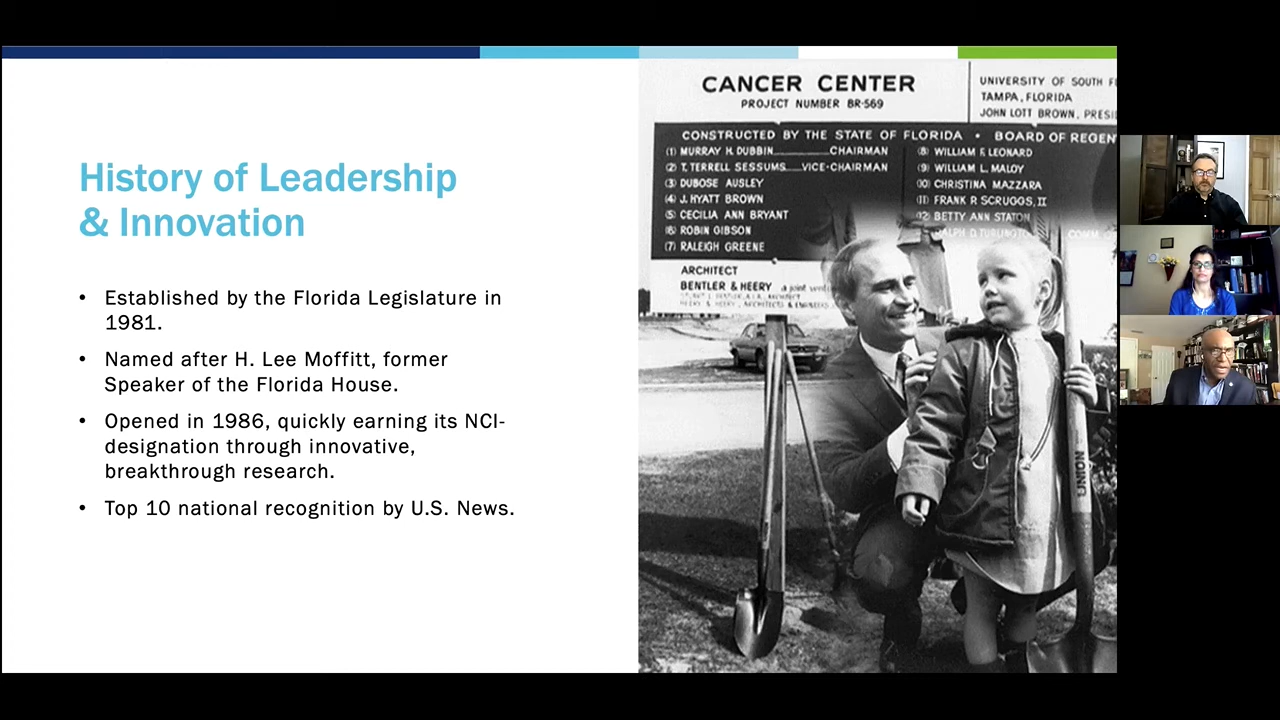 History of Leadership
& Innovation
• Established by the Florida Legislature in
1981.
• Named after H. Lee Moffitt, former
Speaker of the Florida House.
• Opened in 1986, quickly earning its NCI-
designation through innovative,
breakthrough research.
• Top 10 national recognition by U.S. News.
CANCER CENTER
PROJECT NUMBER BR-569
UNIVERSITY OF SOUTH
TAMPA, FLORIDA
JOHN LOTT BROWN,
CONSTRUCTED BY THE STATE OF FLORIDA • BOARD OF
(1) MURRAY H. DUBBIN CHAIRMAN
(2) T. TERRELL SESSUMS VICE-CHAIRMAN
(3) DUBOSE AUSLEY
(4) J. HYATT BROWN
(5) CECILIA ANN BRYANT
(6) ROBIN GIBSON
(7) RALEIGH GREENE
(8) WILLIAM F. LEONARD
(9) WILLIAM L. MALOY
(10) CHRISTINA MAZZARA
(11) FRANK P. SCRUGGS, II
(12) BETTY ANN STATON
RALPH D.
ARCHITECT
BENTLER & HEERY a joint
UNION